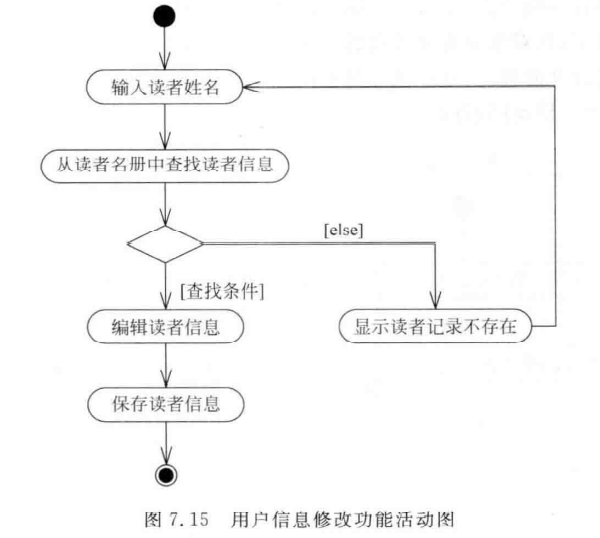 输入读者姓名
从读者名册中查找读者信息
[else]
[查找条件]
编辑读者信息
显示读者记录不存在
保存读者信息
图 7.15 用户信息修改功能活动图